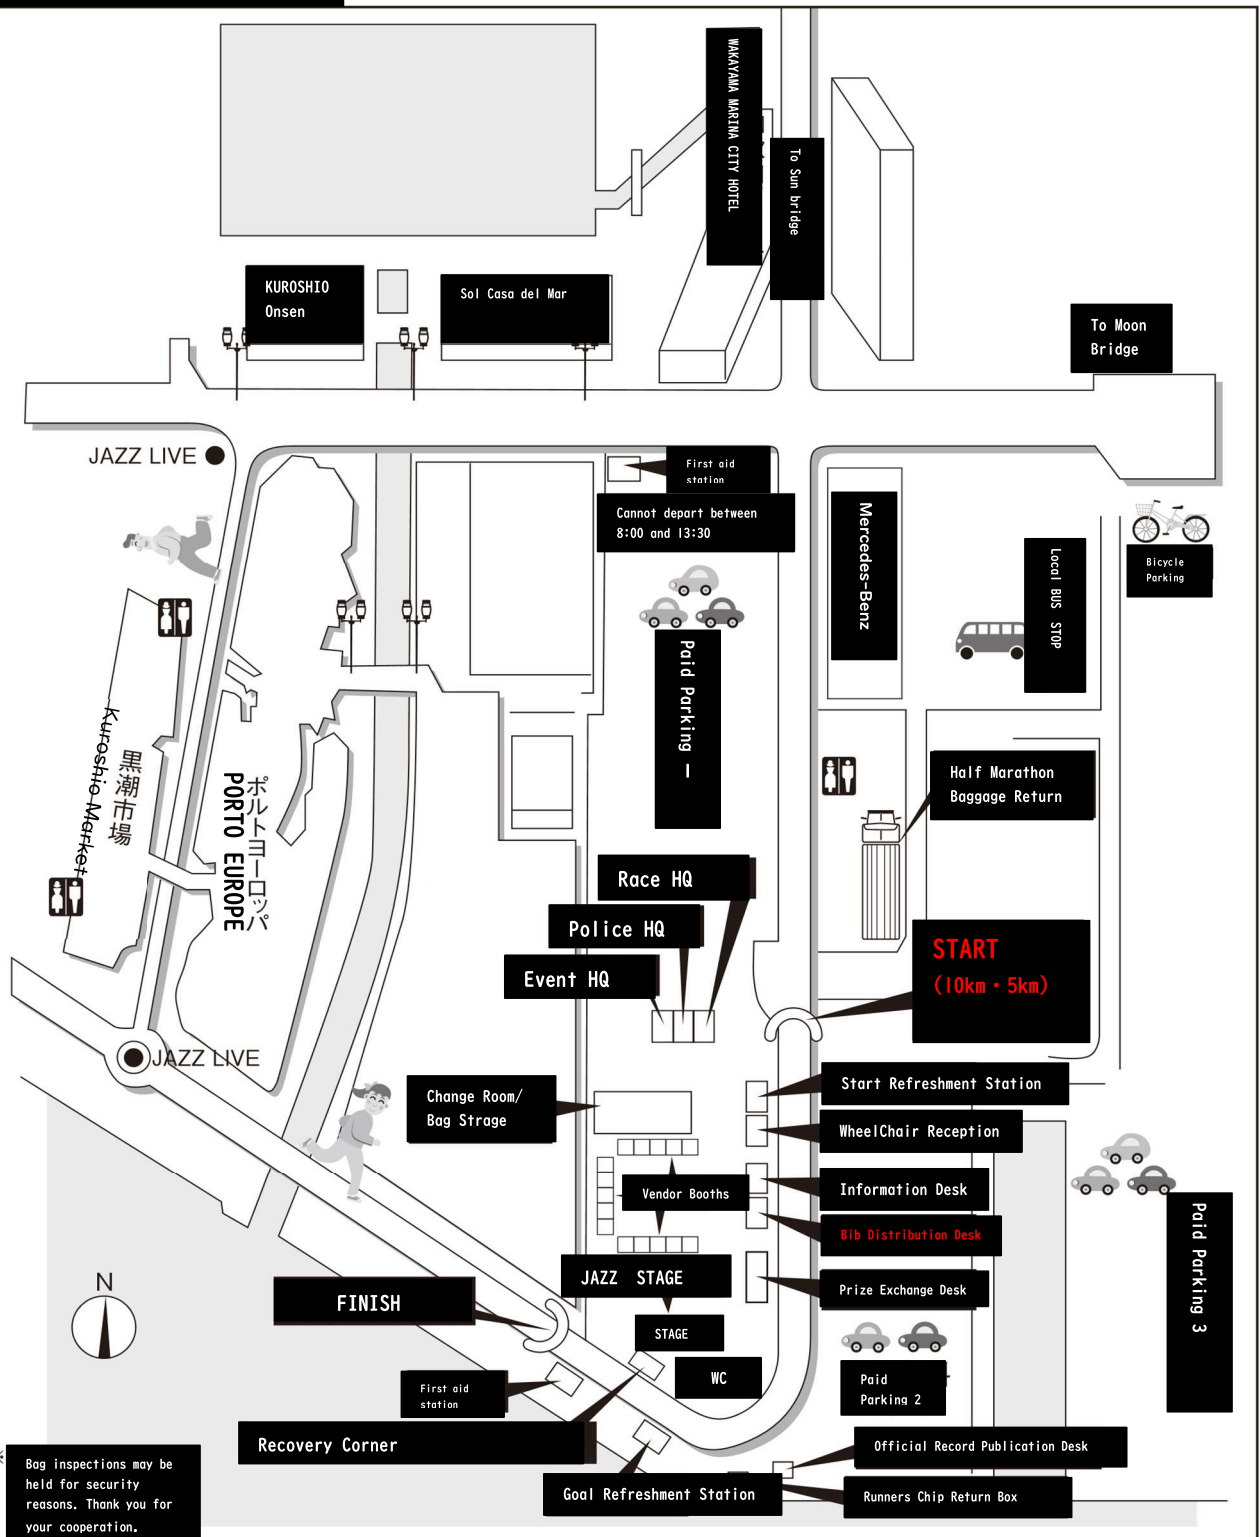 WAKAYAMA MARINA CITY HOTEL
To Sun bridge
KUROSHIO
Onsen
Sol Casa del Mar
To Moon
Bridge
JAZZ LIVE
First aid
station
Cannot depart between
8:00 and 13:30
Mercedes-Benz
Local BUS STOP
Bicycle
Parking
Paid Parking 1
黒潮市場
Kuroshio Market
ポルトヨーロッパ
PORTO EUROPE
Half Marathon
Baggage Return
Race HQ
Police HQ
Event HQ
START
(10km・5km)
JAZZ LIVE
Change Room/
Bag Strage
Start Refreshment Station
WheelChair Reception
Vendor Booths
Information Desk
Bib Distribution Desk
Paid Parking 3
JAZZ STAGE
Prize Exchange Desk
N
FINISH
STAGE
WC
Paid
Parking 2
First aid
station
Recovery Corner
Official Record Publication Desk
Goal Refreshment Station
Runners Chip Return Box
※
Bag inspections may be
held for security
reasons. Thank you for
your cooperation.